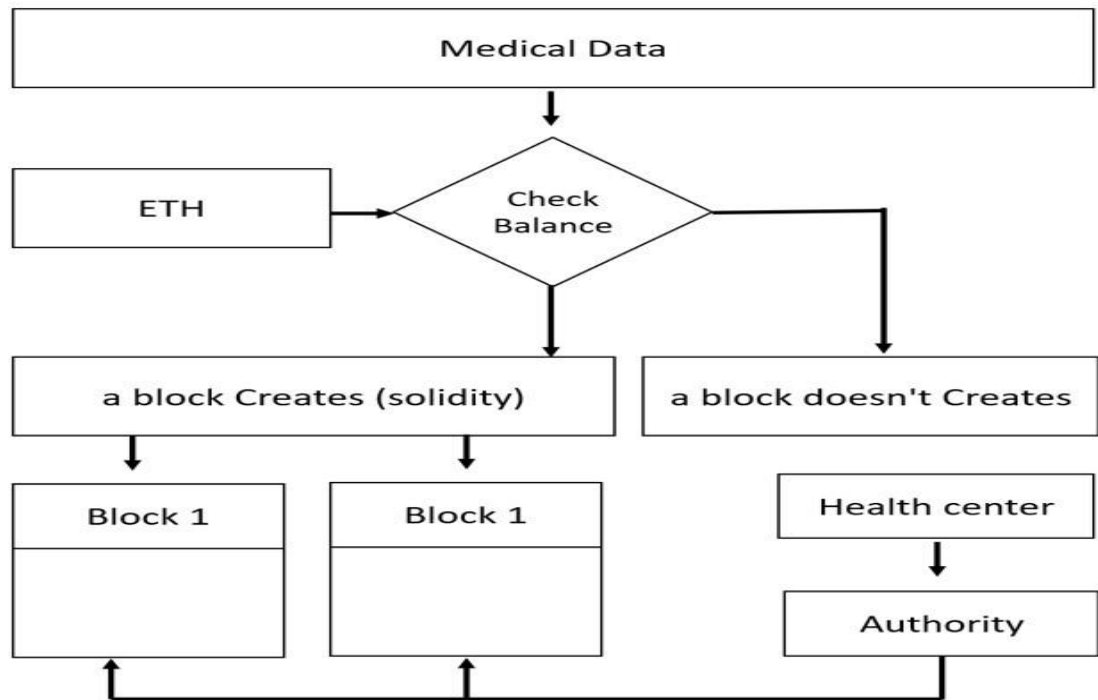 Medical Data
ETH
Check
Balance
a block Creates (solidity)
a block doesn't Creates
Block 1
Block 1
Health center
Authority